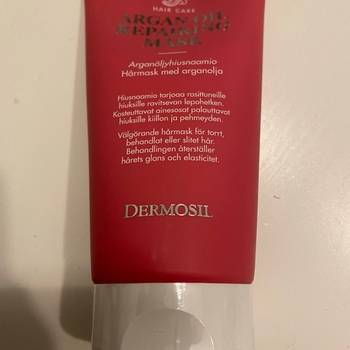 HAIR CARE
ARGAN OIL
REPAIRING
MASK
Arganöljyhiusnaamio
Hårmask med arganolja
Hiusnaamio tarjoaa rasittuneille
hiuksille ravitsevan lepohetken.
Kosteuttavat ainesosat palauttavat
hiuksille kiillon ja pehmeyden.
Välgörande hårmask för torrt,
behandlat eller slitet hår.
Behandlingen återställer
hårets glans och elasticitet.
DERMOSIL